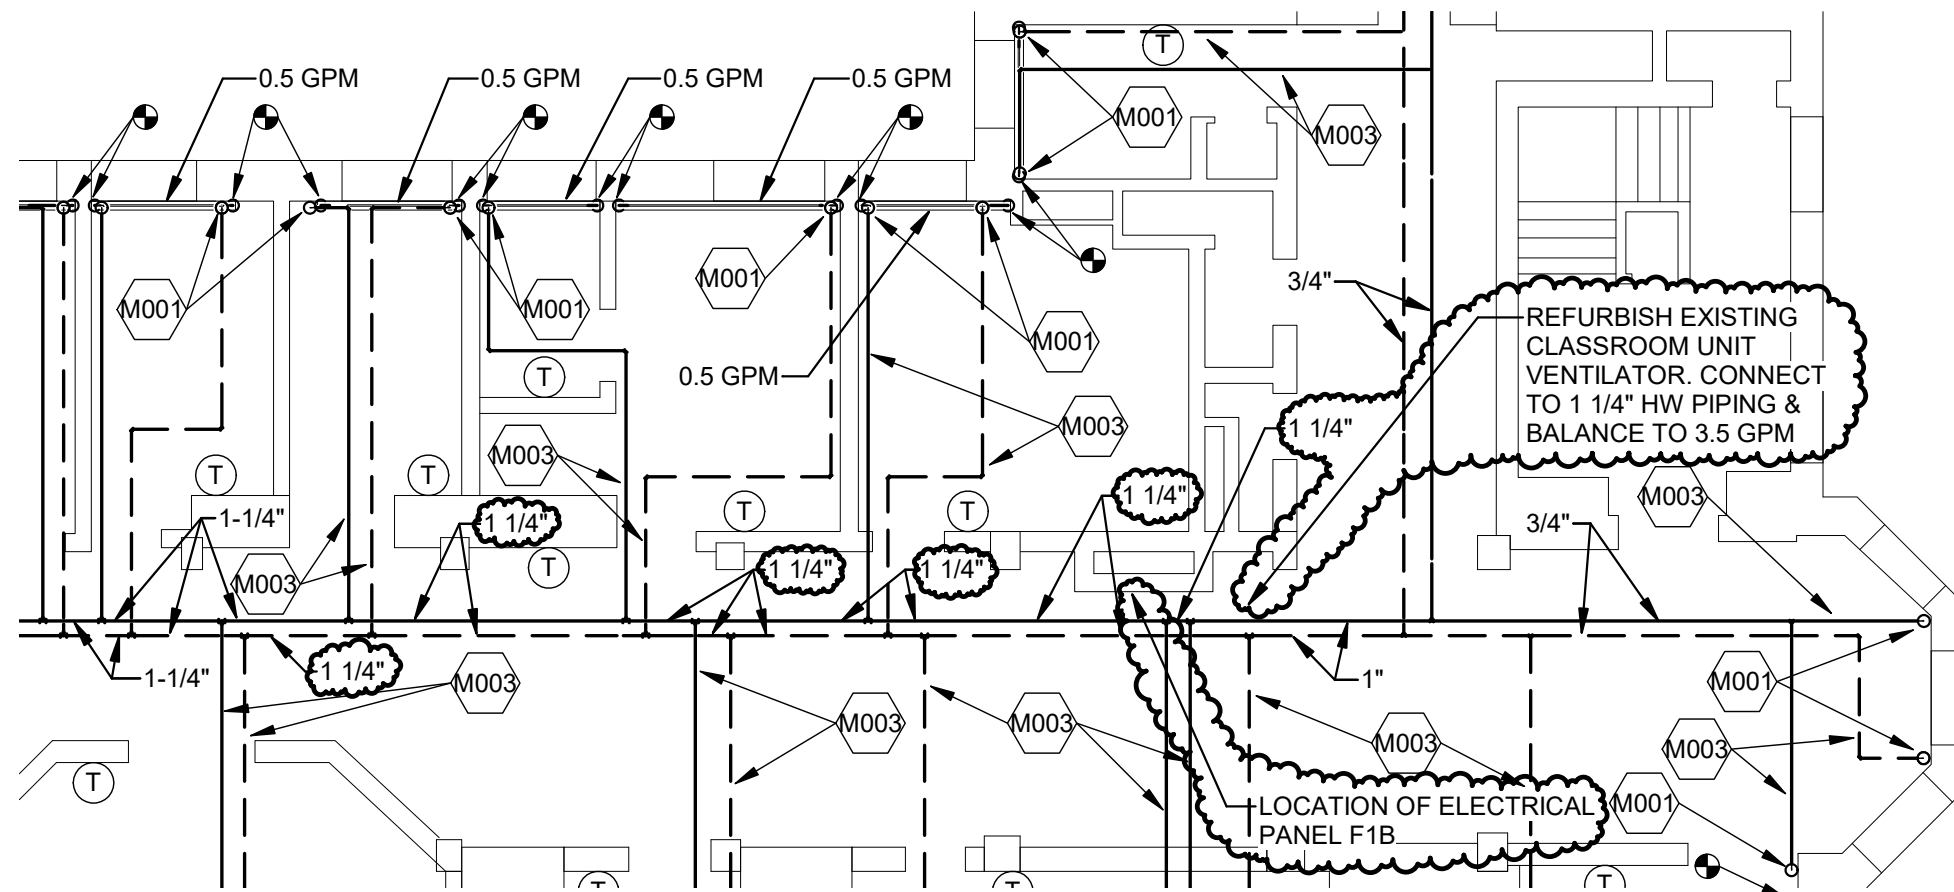 0.5 GPM
0.5 GPM
0.5 GPM
0.5 GPM
T
M001
M003
M001
M001
M001
M001
3/4"
REFURBISH EXISTING
CLASSROOM UNIT
VENTILATOR. CONNECT
TO 1 1/4" HW PIPING &
BALANCE TO 3.5 GPM
0.5 GPM
T
M003
1 1/4"
M003
T
T
1 1/4"
M003
1-1/4"
1 1/4"
T
T
3/4"
M003
T
1 1/4"
1 1/4"
1-1/4"
1 1/4"
M003
1"
M001
M003
M003
M003
M003
T
M001
LOCATION OF ELECTRICAL
PANEL F1B
T
T
T